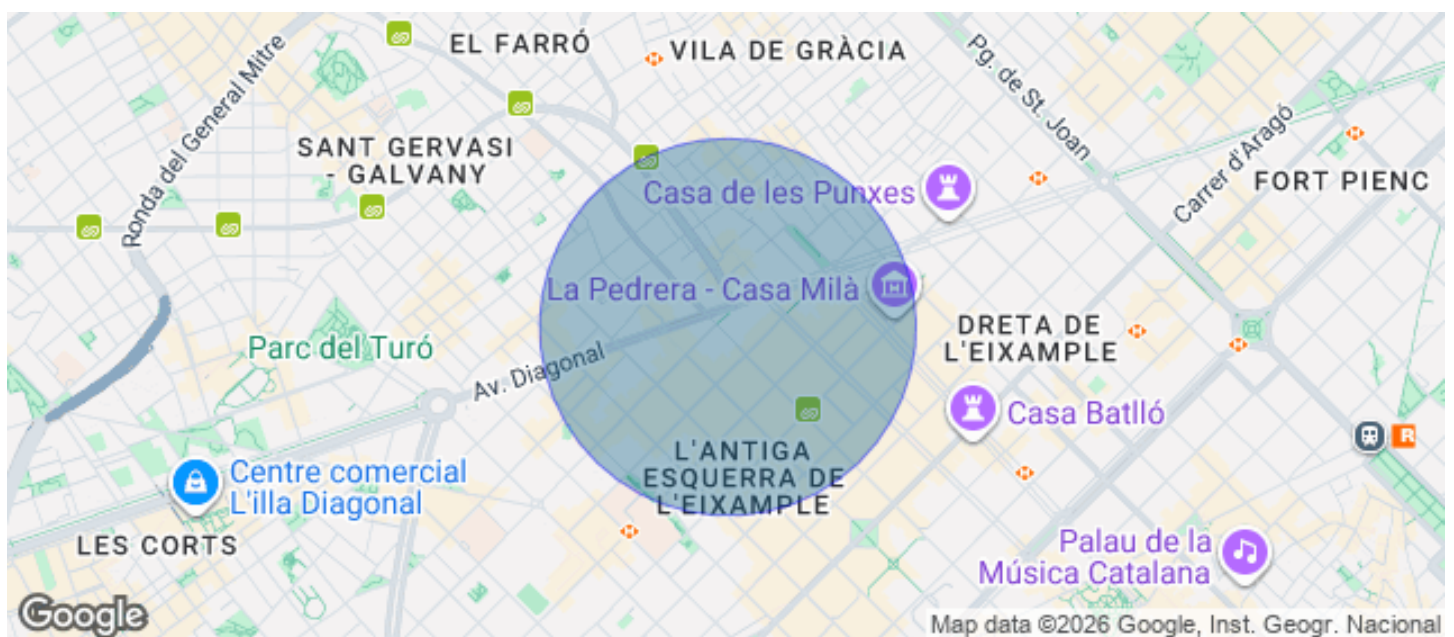 EL FARRÓ
VILA DE GRÀCIA
Ronda del General Mitre
Pg. de St. Joan
Carrer d'Aragó
SANT GERVASI
- GALVANY
Casa de les Punxes
FORT PIENC
La Pedrera - Casa Milà
Parc del Turó
Av. Diagonal
DRETA DE
L'EIXAMPLE
Casa Batlló
L'ANTIGA
ESQUERRA DE
L'EIXAMPLE
R
Centre comercial
L'illa Diagonal
LES CORTS
Palau de la
Música Catalana
Google
Map data ©2026 Google, Inst. Geogr. Nacional